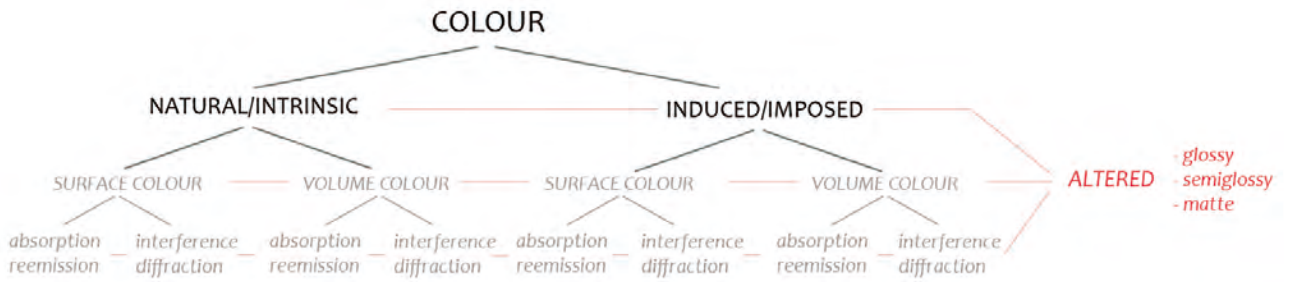 COLOUR
NATURAL/INTRINSIC
INDUCED/IMPOSED
SURFACE COLOUR
VOLUME COLOUR
SURFACE COLOUR
VOLUME COLOUR
ALTERED
- glossy
- semiglossy
- matte
absorption
reemission
interference
diffraction
absorption
reemission
interference
diffraction
absorption
reemission
interference
diffraction
absorption
reemission
interference
diffraction